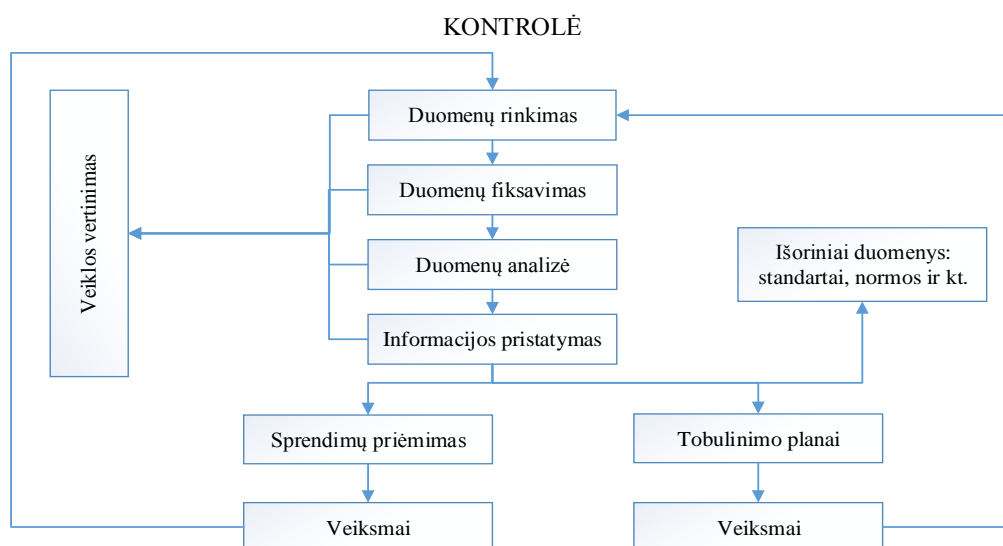 KONTROLĖ
Duomenų rinkimas
Veiklos vertinimas
Duomenų fiksavimas
Duomenų analizė
Išoriniai duomenys:
standartai, normos ir kt.
Informacijos pristatymas
Sprendimų priėmimas
Tobulinimo planai
Veiksmai
Veiksmai